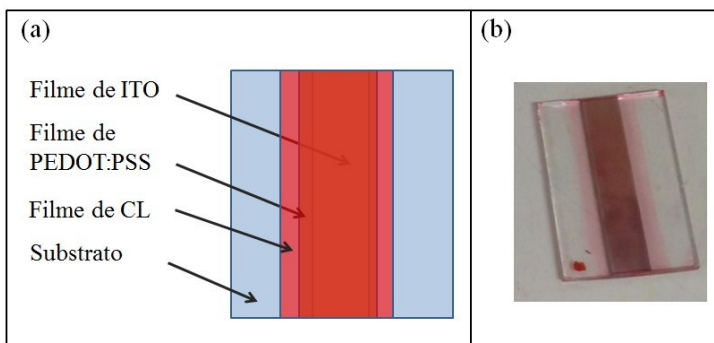 (a)
Filme de ITO
Filme de
PEDOT:PSS
Filme de CL
Substrato
(b)